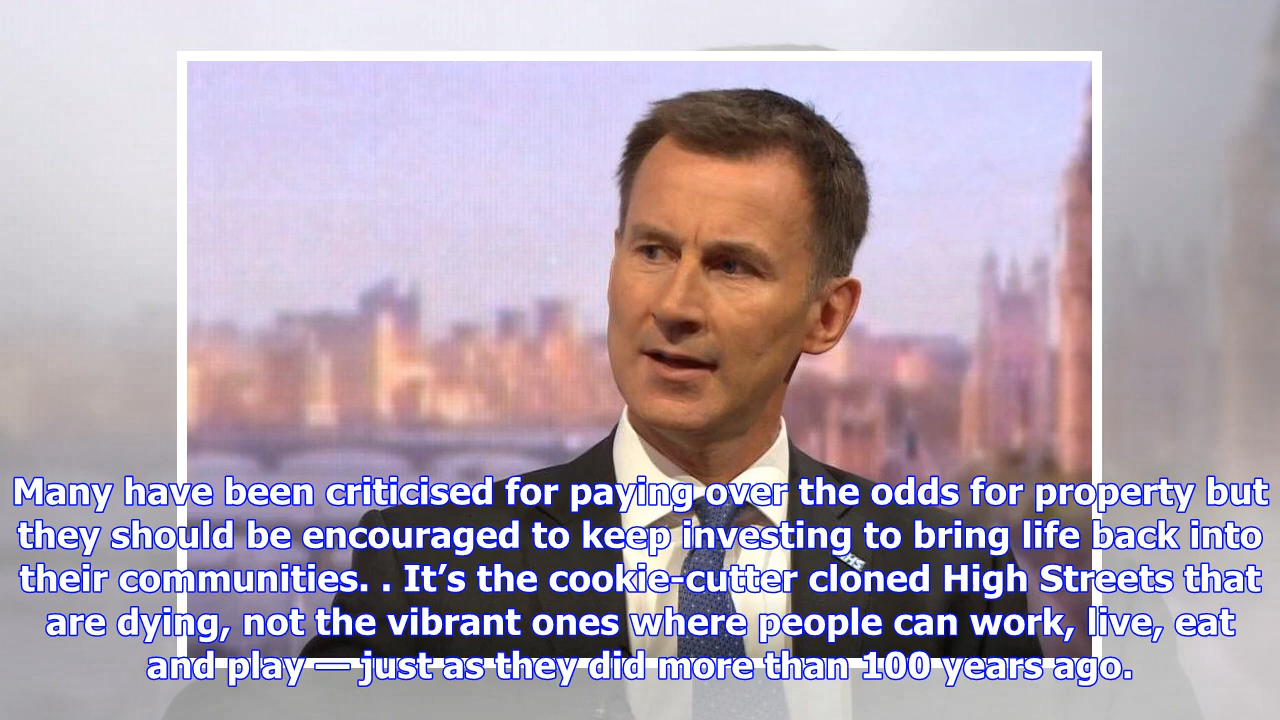 Many have been criticised for paying over the odds for property but
they should be encouraged to keep investing to bring life back into
their communities. . It’s the cookie-cutter cloned High Streets that
are dying, not the vibrant ones where people can work, live, eat
and play — just as they did more than 100 years ago.